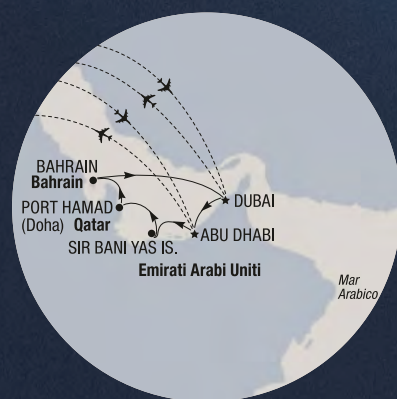 BAHRAIN
Bahrain
DUBAI
PORT HAMAD
(Doha) Qatar
ABU DHABI
SIR BANI YAS IS.
Emirati Arabi Uniti
Mar
Arabico